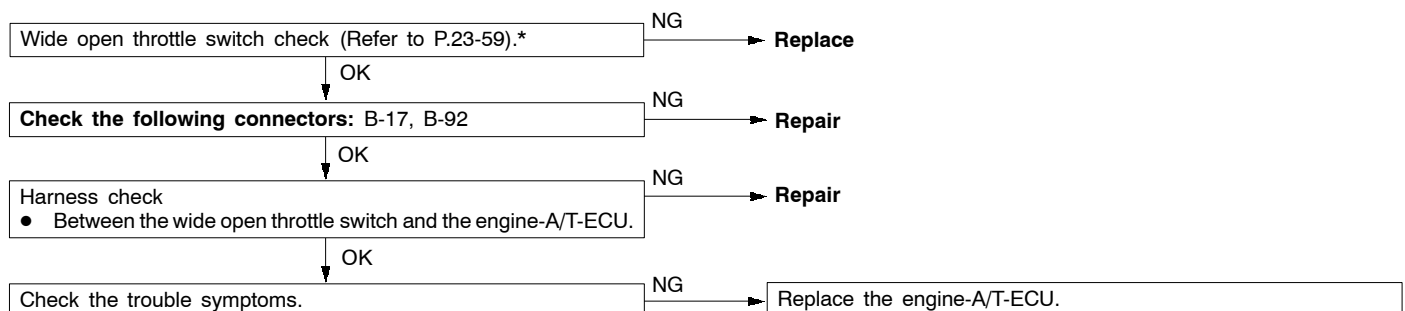 Wide open throttle switch check (Refer to P.23-59).*
NG
Replace
OK
Check the following connectors: B-17, B-92
NG
Repair
OK
Harness check
● Between the wide open throttle switch and the engine-A/T-ECU.
NG
Repair
OK
Check the trouble symptoms.
NG
Replace the engine-A/T-ECU.